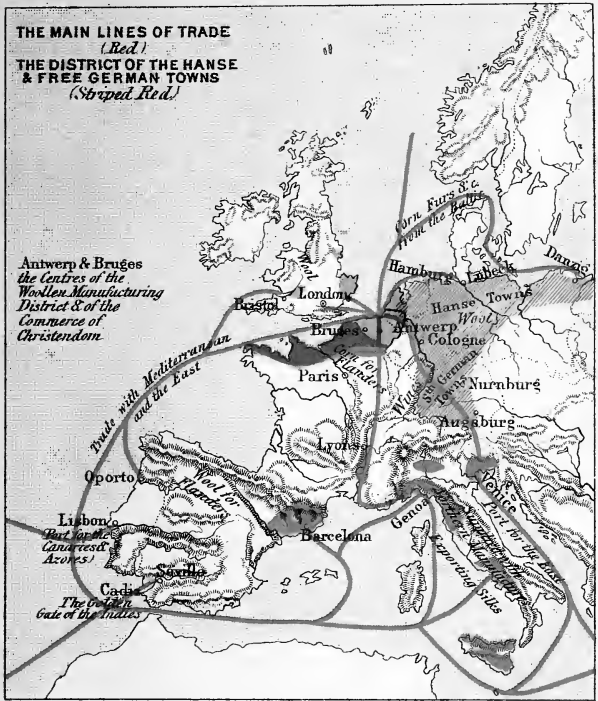 THE MAIN LINES OF TRADE
(Red)
THE DISTRICT OF THE HANSE
& FREE GERMAN TOWNS
(Striped Red)
Corn Furs &c.
from the Baltic
Antwerp & Bruges
the Centres of the
Woollen Manufacturing
District & of the
Commerce of
Christendom
Wool
Hamburg
Lubeck
Danzig
Bristol
London
Hanse Towns
Wool
Bruges
Antwerp
Cologne
Corn for
Flanders
Paris
Wine
Sth German
Towns
Nurnburg
Augsburg
Trade with Mediterranean
and the East
Lyons
Oporto
Wool for
Flanders
Venice
Port for the East
Genoa
Exporting Silks
Lisbon
Port for the
Canaries &
Azores)
Barcelona
Seville
Cadiz
The Golden
Gate of the Indies